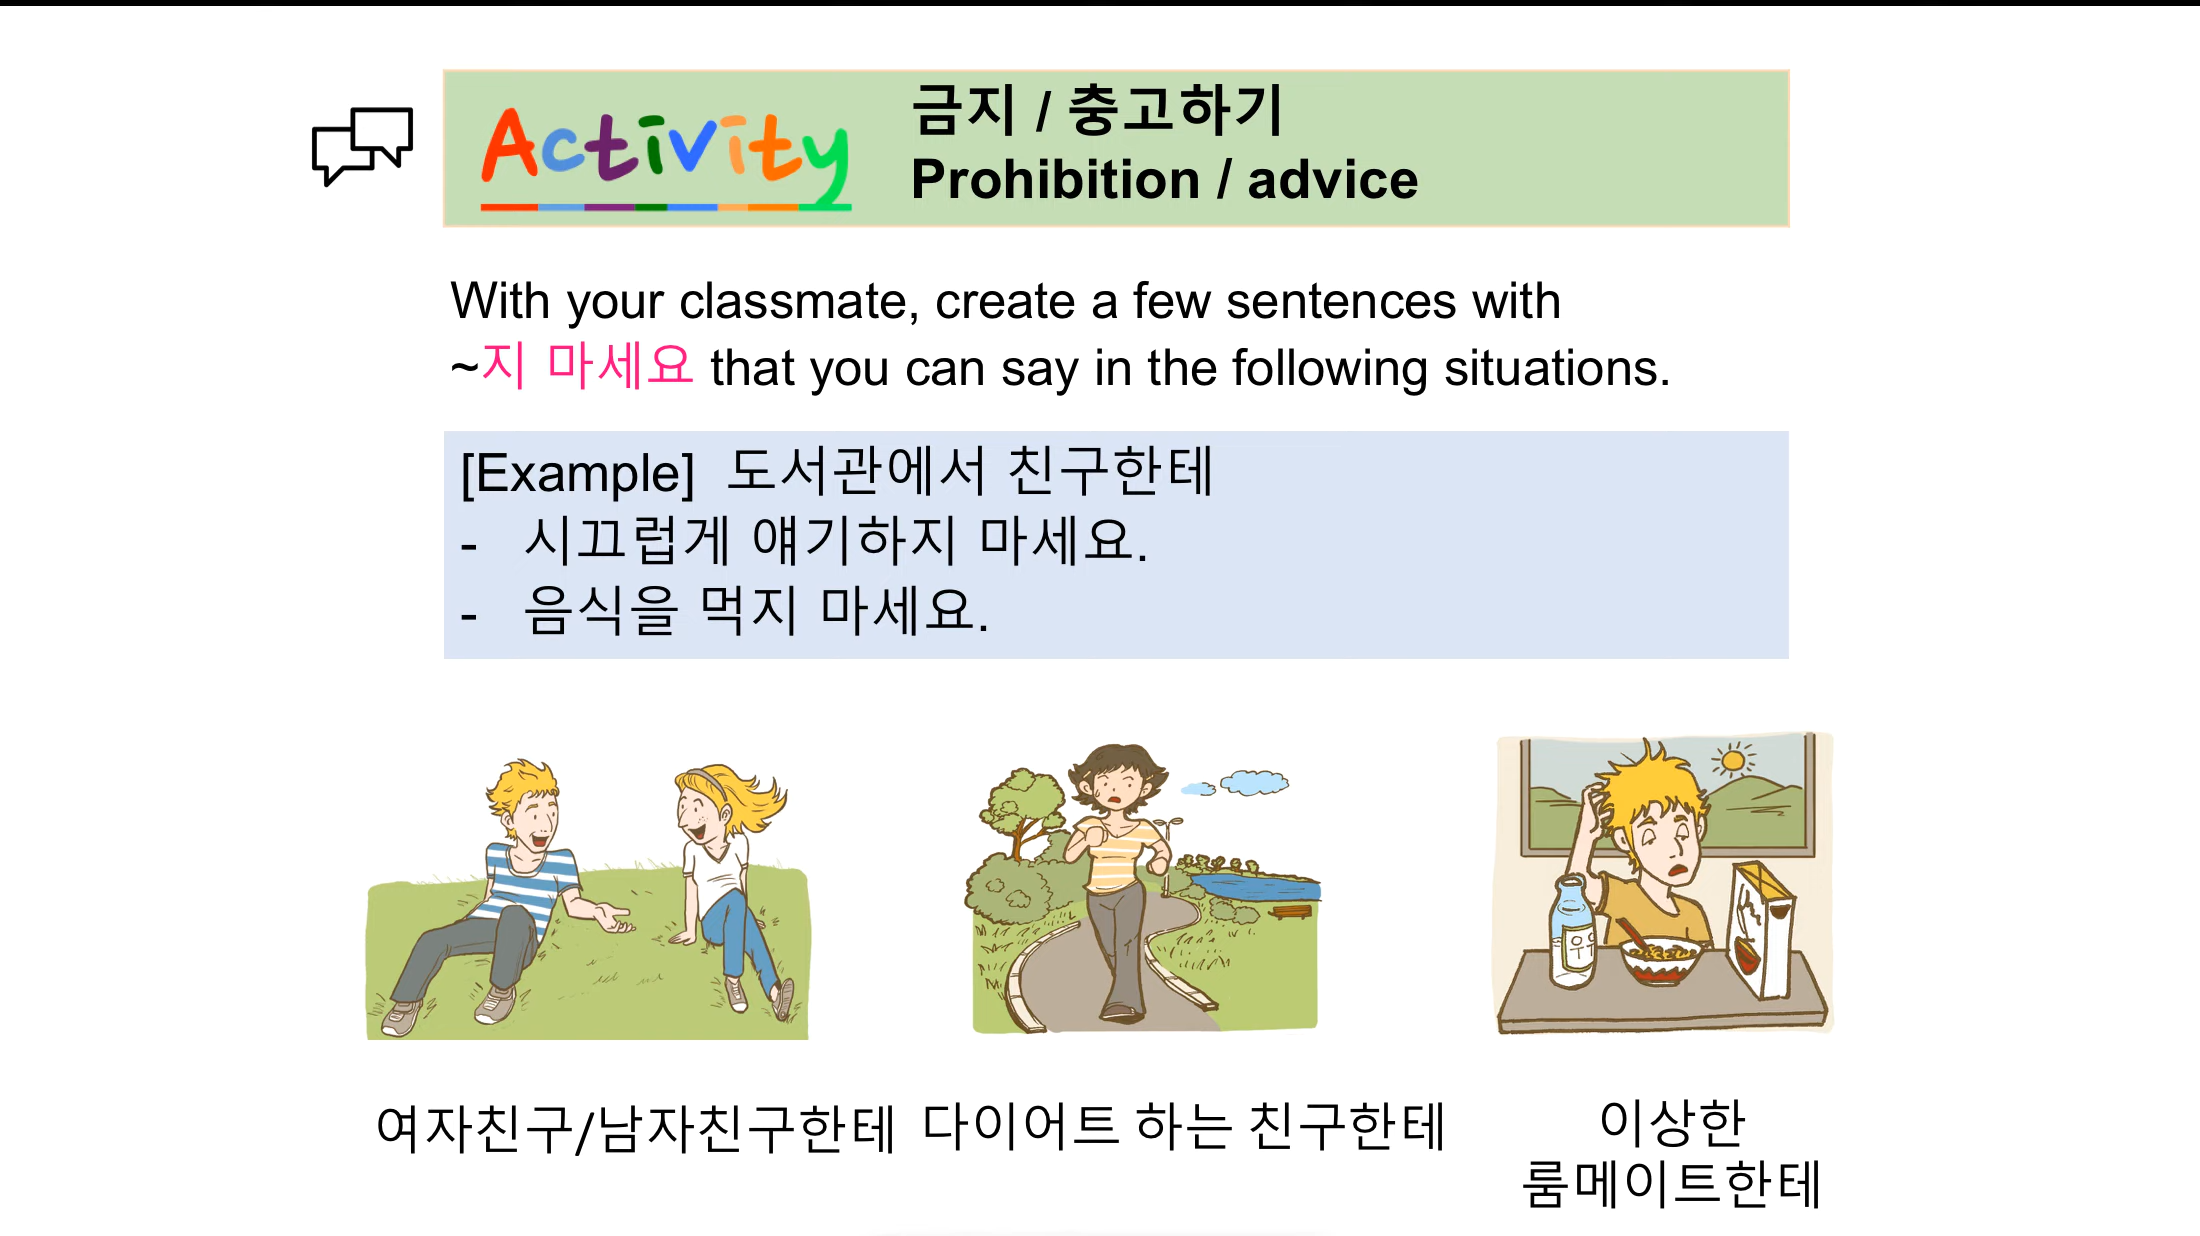 Activity
금지 / 충고하기
Prohibition / advice
With your classmate, create a few sentences with
~지 마세요 that you can say in the following situations.
[Example] 도서관에서 친구한테
- 시끄럽게 얘기하지 마세요.
- 음식을 먹지 마세요.
여자친구/남자친구한테
다이어트 하는 친구한테
이상한
룸메이트한테